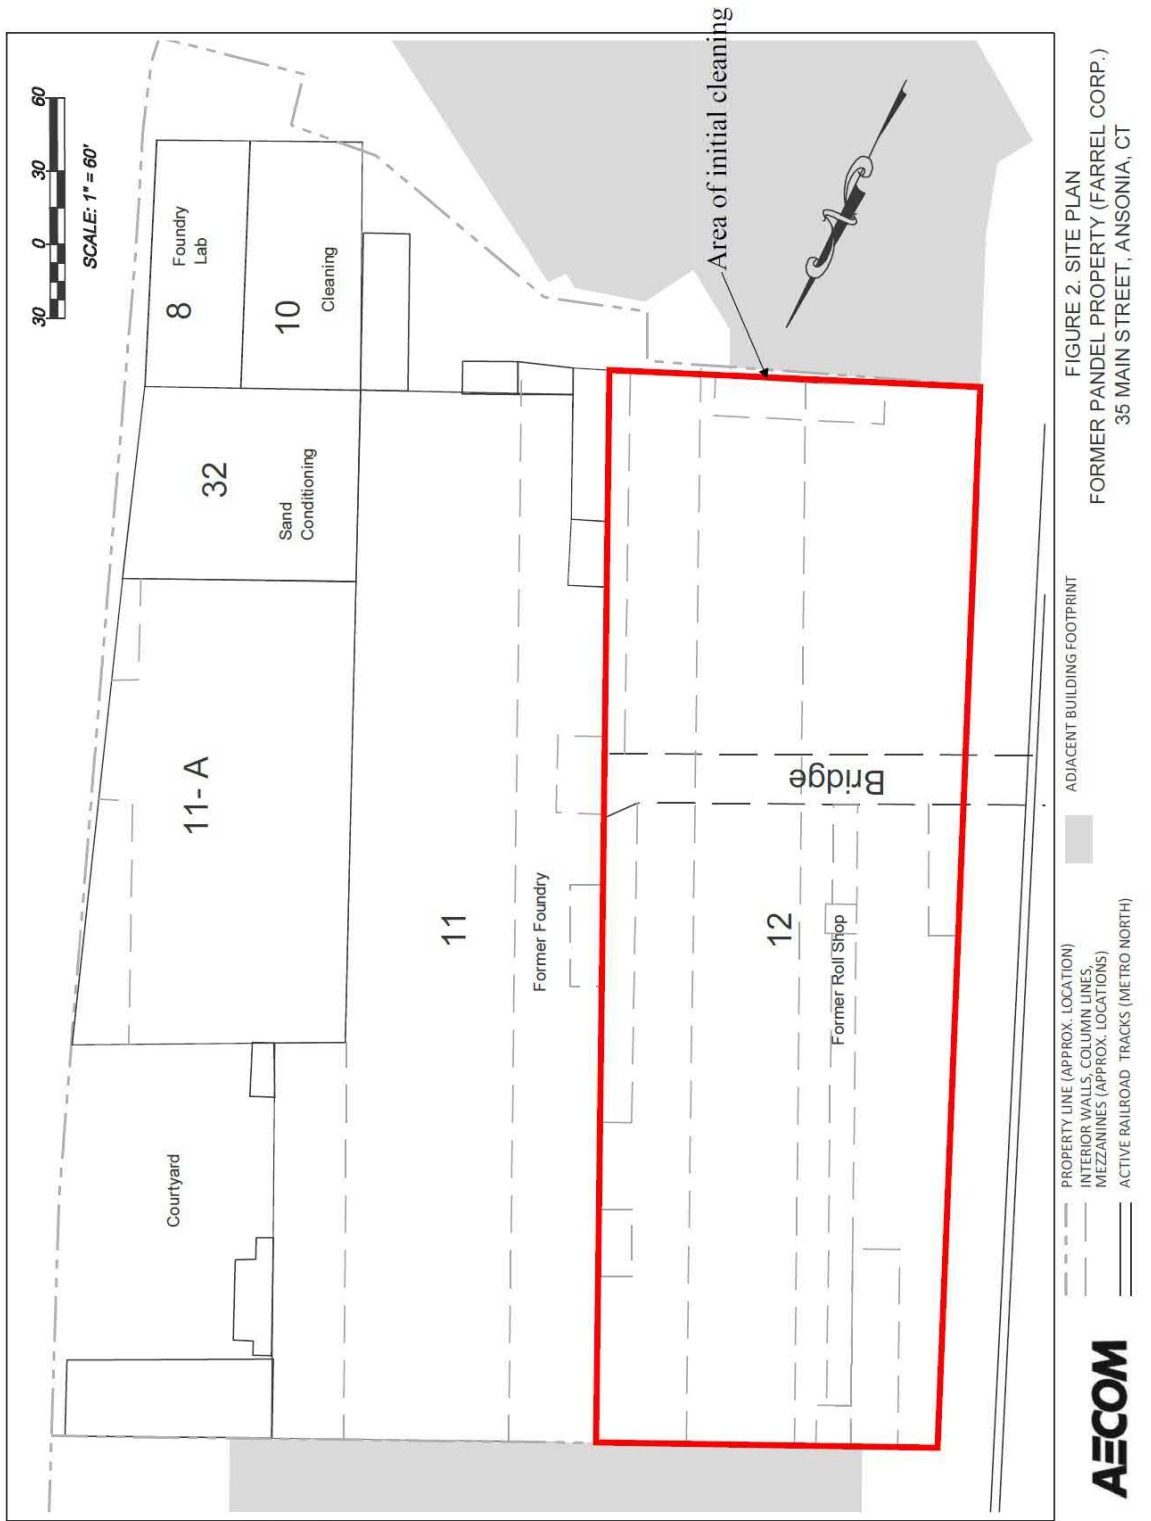 30 0 30 60
SCALE: 1" = 60'
8
Foundry
Lab
10
Cleaning
32
Sand
Conditioning
11- A
Courtyard
11
Former Foundry
12
Former Roll Shop
Bridge
Area of initial cleaning
AECOM
PROPERTY LINE (APPROX. LOCATION)
INTERIOR WALLS, COLUMN LINES,
MEZZANINES (APPROX. LOCATIONS)
ACTIVE RAILROAD TRACKS (METRO NORTH)
ADJACENT BUILDING FOOTPRINT
FIGURE 2. SITE PLAN
FORMER PANDEL PROPERTY (FARREL CORP.)
35 MAIN STREET, ANSONIA, CT